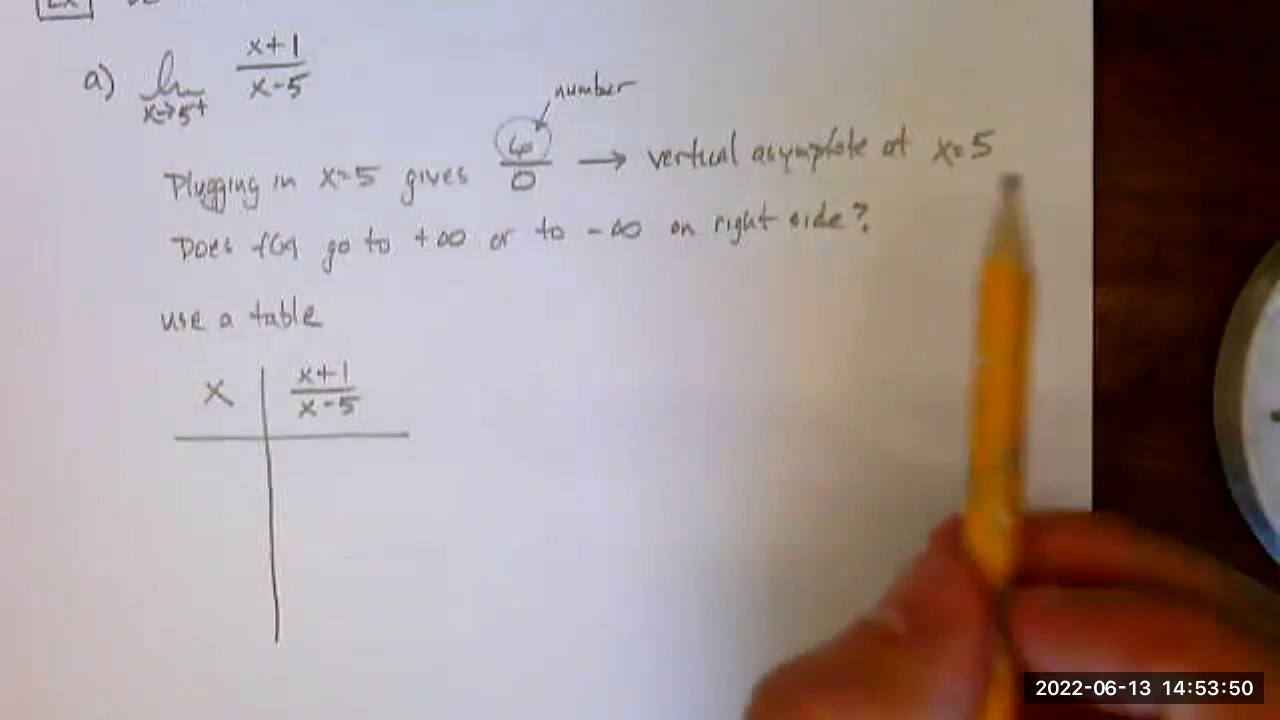 Ex
a) lim x→5+ x+1/x-5
number
Plugging in x=5 gives 6/0 → vertical asymptote at x=5
Does f(x) go to +∞ or to -∞ on right side?
use a table
x | x+1/x-5
2022-06-13 14:53:50